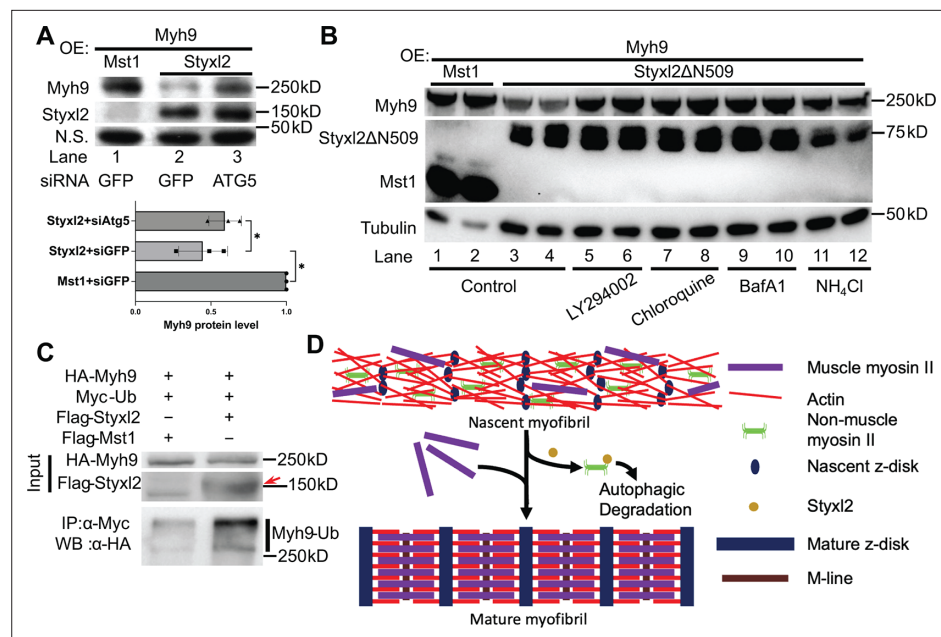 A
Myh9
OE:
Mst1 Styxl2
Myh9 250kD
Styxl2 150kD
50kD
N.S.
Lane 1 2 3
siRNA GFP GFP ATG5
Styxl2+siAtg5
*
Styxl2+siGFP
*
Mst1+siGFP
0.0 0.5 1.0
Myh9 protein level
B
OE: Myh9
Mst1 Styxl2ΔN509
Myh9 250kD
Styxl2ΔN509 75kD
Mst1
50kD
Tubulin
Lane 1 2 3 4 5 6 7 8 9 10 11 12
Control LY294002 Chloroquine BafA1 NH4Cl
C
HA-Myh9 + +
Myc-Ub + +
Flag-Styxl2 – +
Flag-Mst1 + –
Input
HA-Myh9 250kD
Flag-Styxl2 150kD
IP:α-Myc
WB :α-HA
Myh9-Ub
250kD
D
Nascent myofibril
Autophagic
Degradation
Mature myofibril
Muscle myosin II
Actin
Non-muscle
myosin II
Nascent z-disk
Styxl2
Mature z-disk
M-line